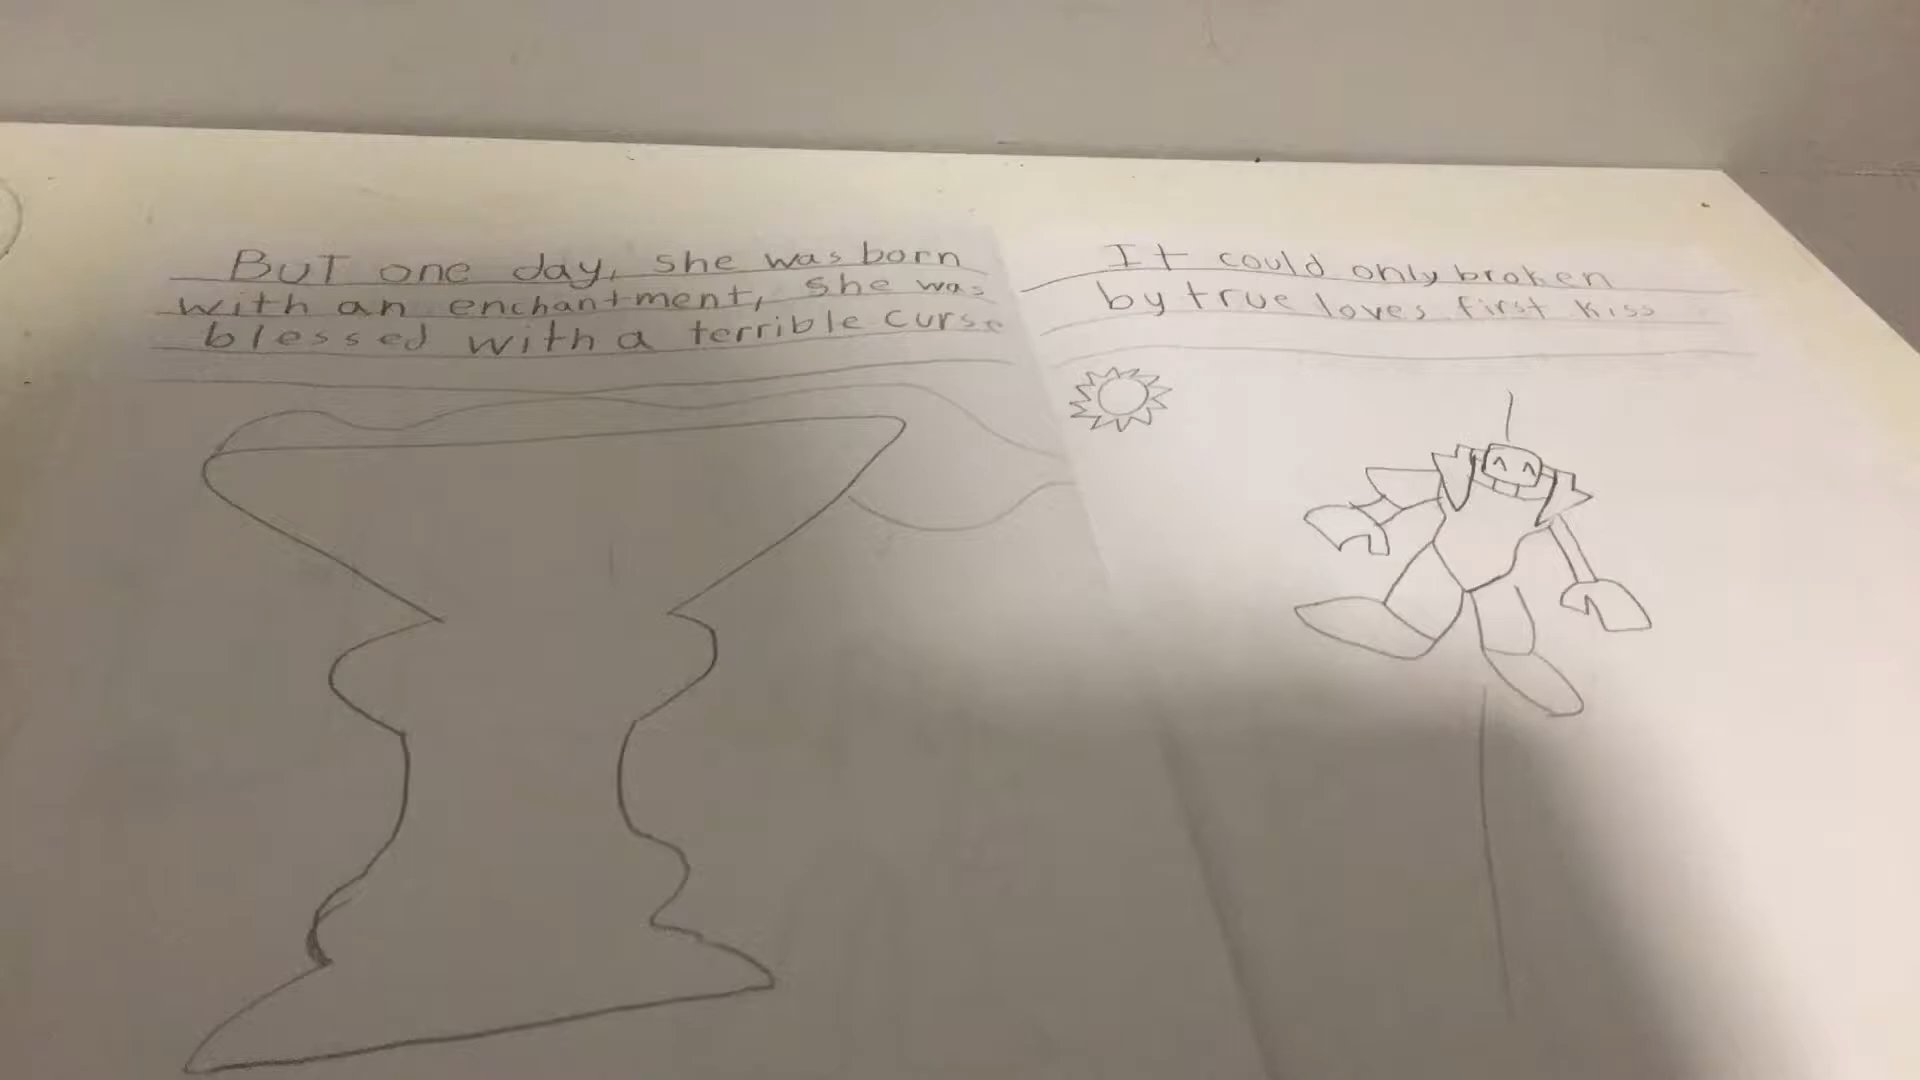 BUT one day, she was born
with an enchantment, she was
blessed with a terrible curse
It could only broken
by true loves first kiss